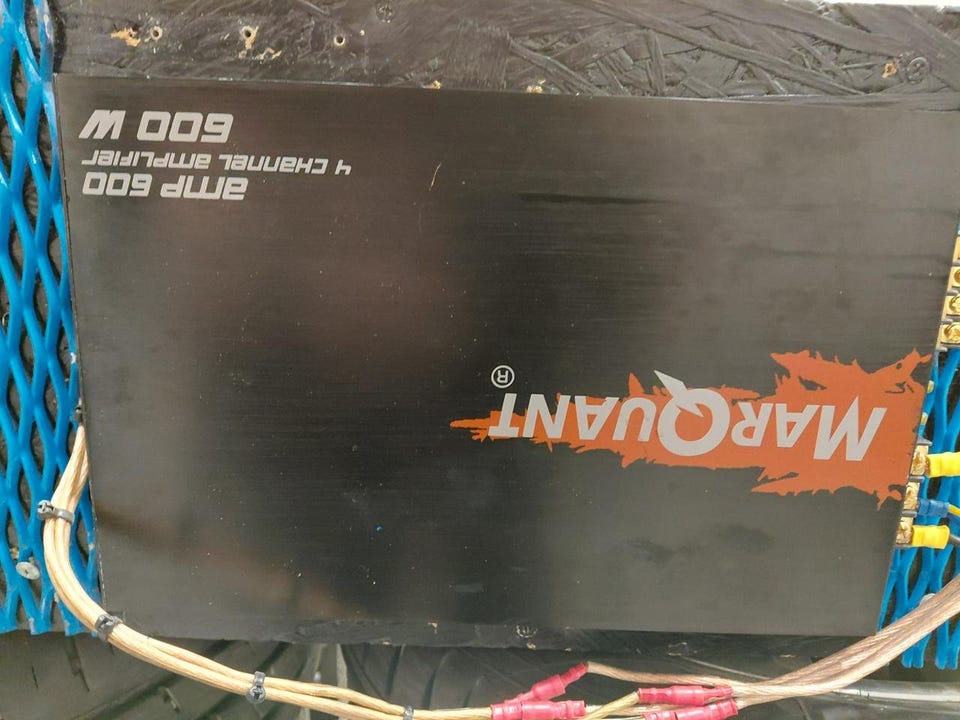 MARQUANT ®
amp 600
4 channel amplifier
600 W